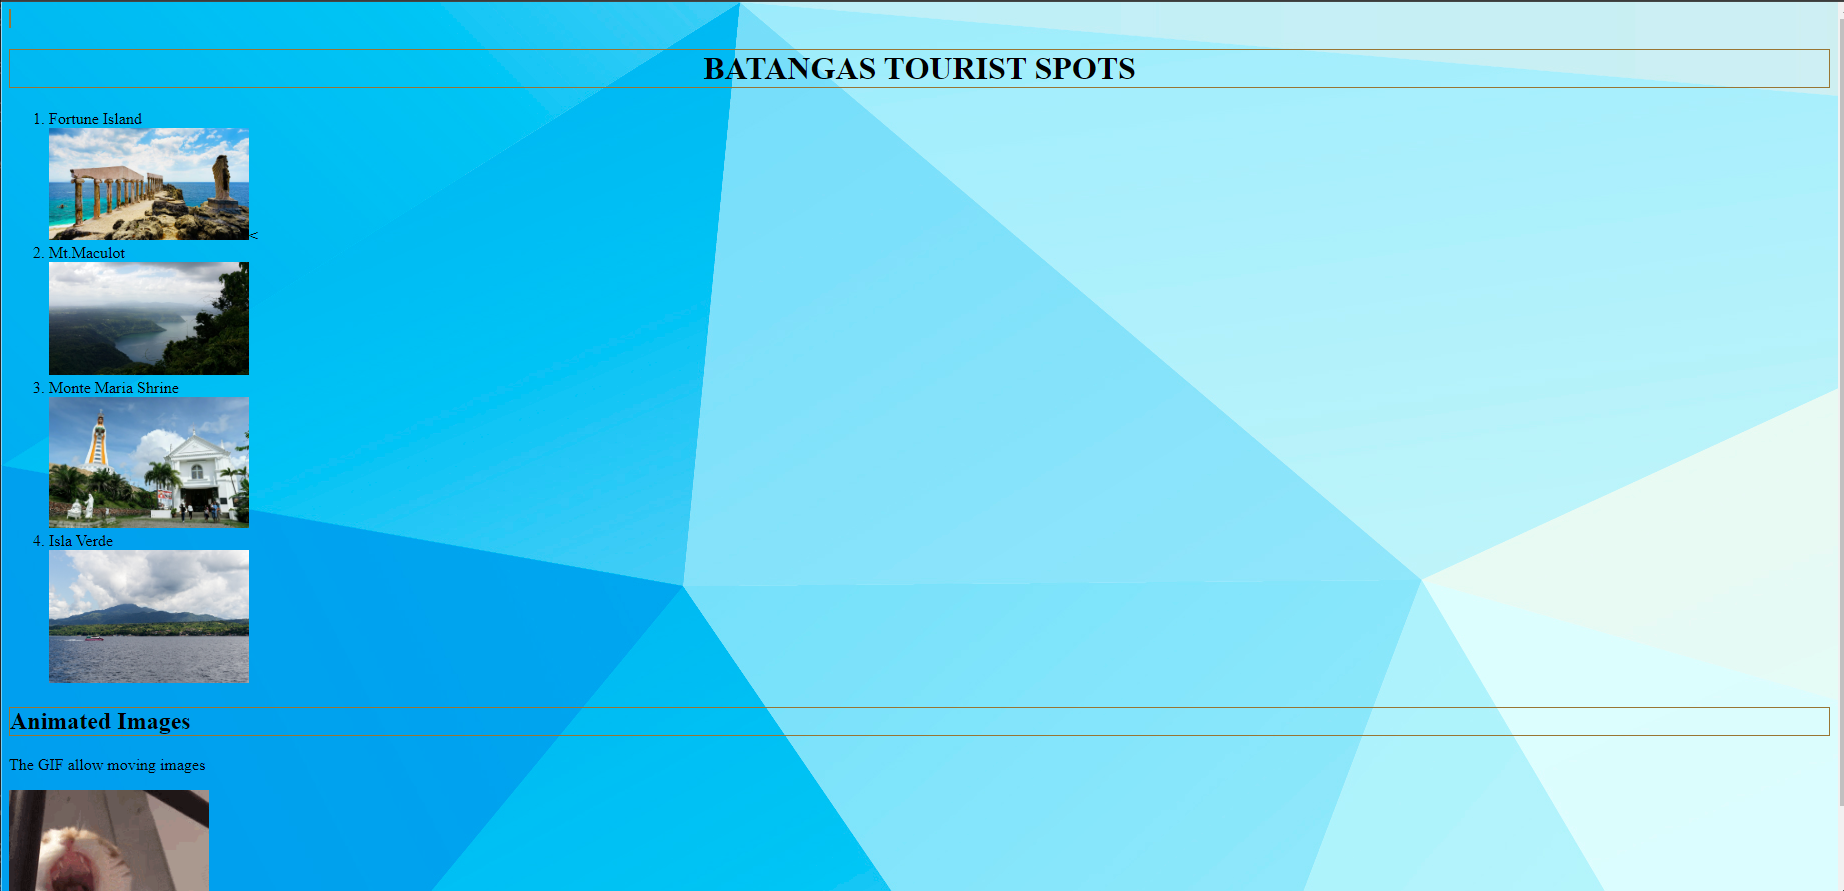 BATANGAS TOURIST SPOTS
1. Fortune Island
<
2. Mt.Maculot
3. Monte Maria Shrine
4. Isla Verde
Animated Images
The GIF allow moving images